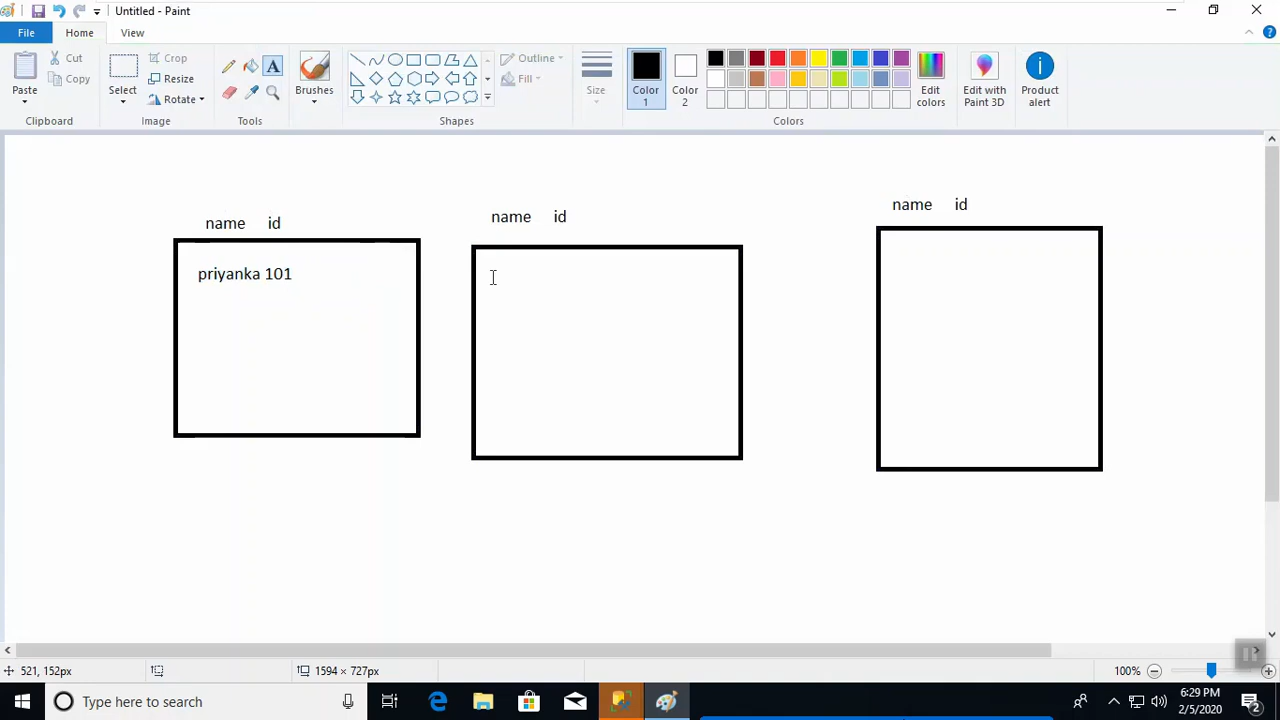 Untitled - Paint
File
Home
View
Paste
Cut
Copy
Clipboard
Select
Crop
Resize
Rotate
Image
A
Tools
Brushes
Outline
Fill
Shapes
Size
Color 1
Color 2
Edit colors
Colors
Edit with Paint 3D
Product alert
name id
priyanka 101
name id
name id
521, 152px
1594 × 727px
100%
Type here to search
6:29 PM
2/5/2020
2